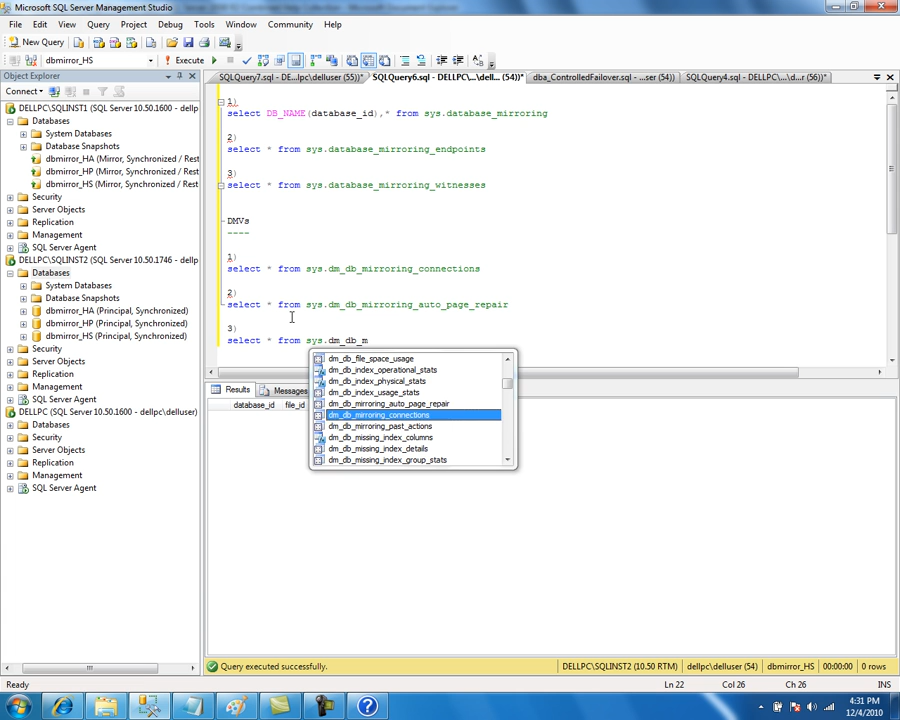 Microsoft SQL Server Management Studio
File Edit View Query Project Debug Tools Window Community Help
New Query
dbmirror_HS
Execute
Object Explorer
Connect
DELLPC\SQLINST1 (SQL Server 10.50.1600 - dellp
Databases
System Databases
Database Snapshots
dbmirror_HA (Mirror, Synchronized / Rest
dbmirror_HP (Mirror, Synchronized / Rest
dbmirror_HS (Mirror, Synchronized / Rest
Security
Server Objects
Replication
Management
SQL Server Agent
DELLPC\SQLINST2 (SQL Server 10.50.1746 - dellp
Databases
System Databases
Database Snapshots
dbmirror_HA (Principal, Synchronized)
dbmirror_HP (Principal, Synchronized)
dbmirror_HS (Principal, Synchronized)
Security
Server Objects
Replication
Management
SQL Server Agent
DELLPC (SQL Server 10.50.1600 - dellpc\delluser)
Databases
Security
Server Objects
Replication
Management
SQL Server Agent
SQLQuery7.sql - DE...llpc\delluser (55))* SQLQuery6.sql - DELLPC\...\dell... (54))* dba_ControlledFailover.sql - ...ser (54)) SQLQuery4.sql - DELLPC\...\d...r (56))*
1)
select DB_NAME(database_id),* from sys.database_mirroring
2)
select * from sys.database_mirroring_endpoints
3)
select * from sys.database_mirroring_witnesses
DMVs
----
1)
select * from sys.dm_db_mirroring_connections
2)
select * from sys.dm_db_mirroring_auto_page_repair
3)
select * from sys.dm_db_m
dm_db_file_space_usage
dm_db_index_operational_stats
dm_db_index_physical_stats
dm_db_index_usage_stats
dm_db_mirroring_auto_page_repair
dm_db_mirroring_connections
dm_db_mirroring_past_actions
dm_db_missing_index_columns
dm_db_missing_index_details
dm_db_missing_index_group_stats
Results Messages
database_id file_id
Query executed successfully.
DELLPC\SQLINST2 (10.50 RTM) dellpc\delluser (54) dbmirror_HS 00:00:00 0 rows
Ready Ln 22 Col 26 Ch 26 INS
4:31 PM
12/4/2010